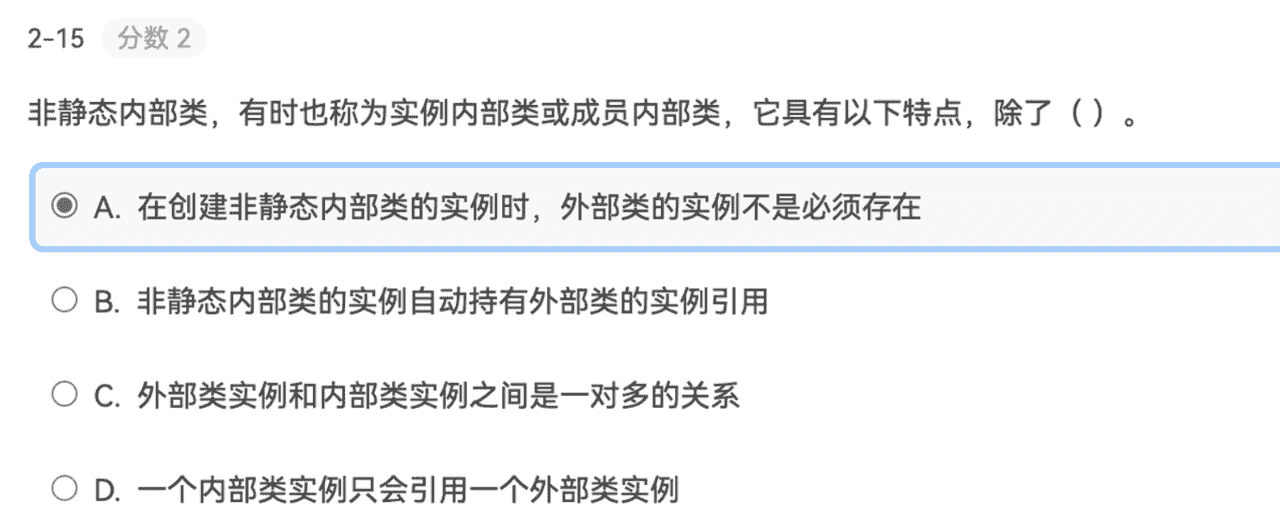 2-15 分数 2
非静态内部类，有时也称为实例内部类或成员内部类，它具有以下特点，除了（ ）。
A. 在创建非静态内部类的实例时，外部类的实例不是必须存在
B. 非静态内部类的实例自动持有外部类的实例引用
C. 外部类实例和内部类实例之间是一对多的关系
D. 一个内部类实例只会引用一个外部类实例